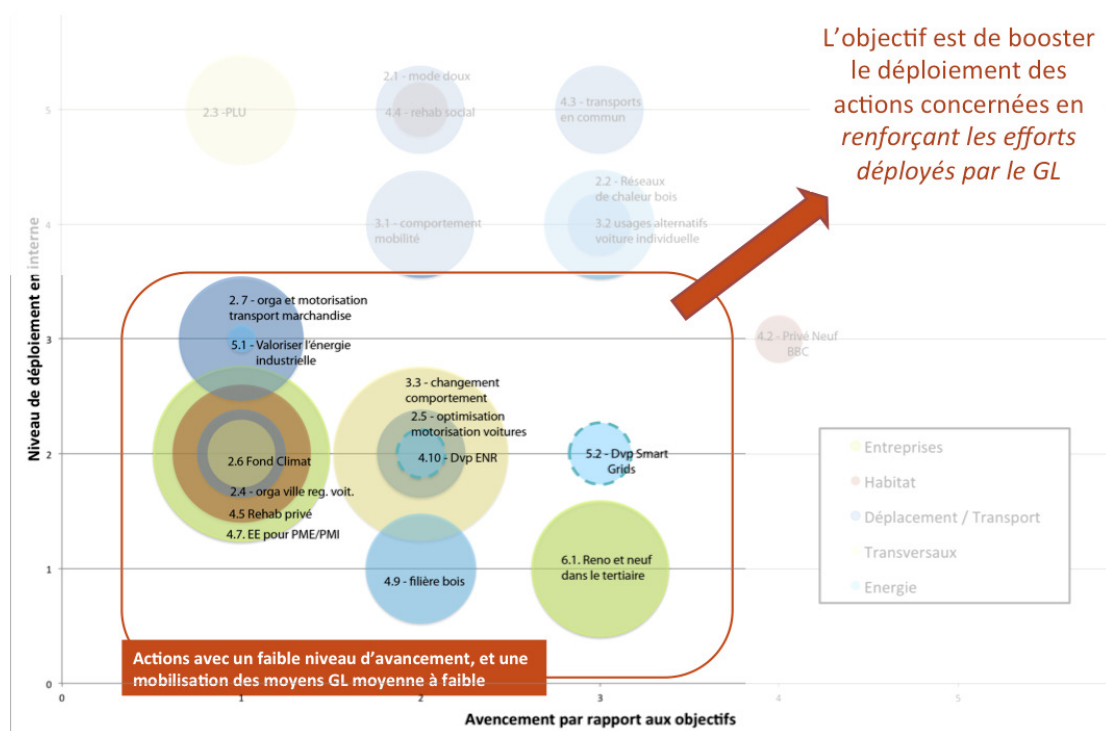 L'objectif est de booster
le déploiement des
actions concernées en
renforçant les efforts
déployés par le GL
Niveau de déploiement en interne
5
4
3
2
1
0
2.3 -PLU
2.1 - mode doux
4.4 - rehab social
4.3 - transports
en commun
3.1 - comportement
mobilité
2.2 - Réseaux
de chaleur bois
3.2 usages alternatifs
voiture individuelle
2. 7 - orga et motorisation
transport marchandise
5.1 - Valoriser l'énergie
industrielle
4.2 - Privé Neuf
BBC
3.3 - changement
comportement
2.5 - optimisation
motorisation voitures
4.10 - Dvp ENR
5.2 - Dvp Smart
Grids
2.6 Fond Climat
2.4 - orga ville reg. voit.
4.5 Rehab privé
4.7. EE pour PME/PMI
4.9 - filière bois
6.1. Reno et neuf
dans le tertiaire
Entreprises
Habitat
Déplacement / Transport
Transversaux
Energie
Actions avec un faible niveau d'avancement, et une
mobilisation des moyens GL moyenne à faible
0 1 2 3 4 5
Avencement par rapport aux objectifs